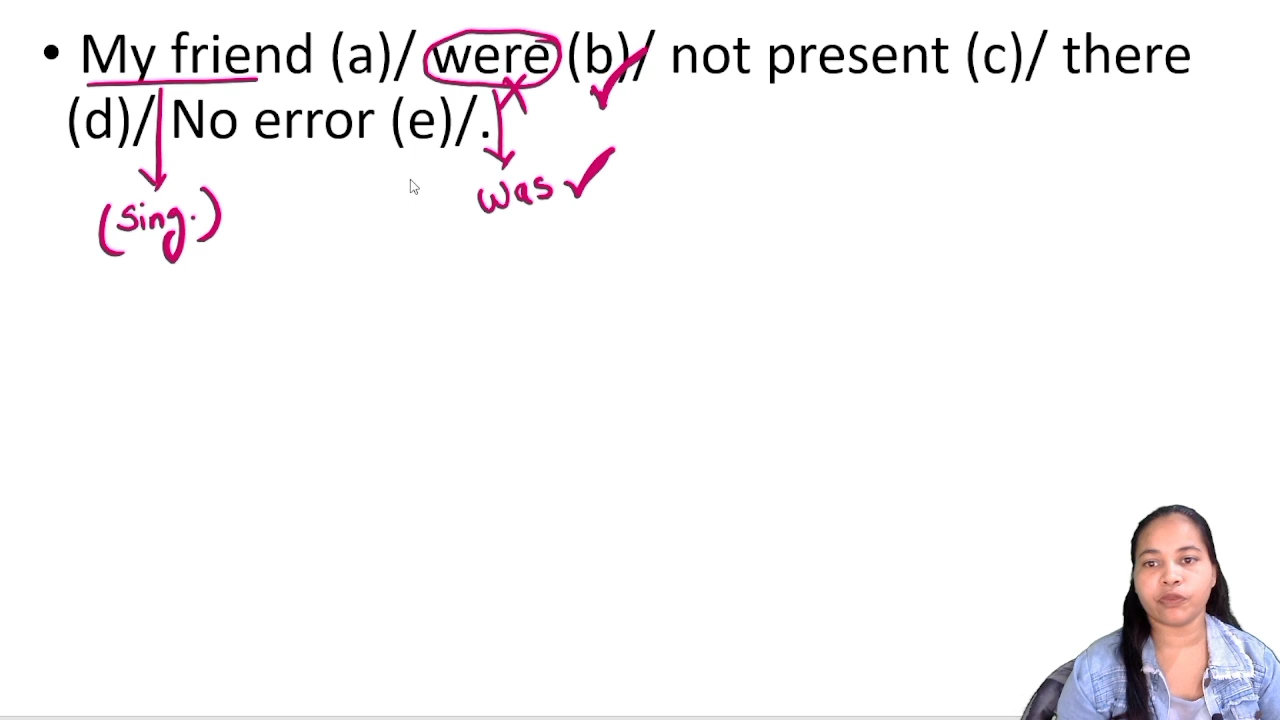 • My friend (a)/ were (b)/ not present (c)/ there
(d)/ No error (e)/.
was
(Sing.)